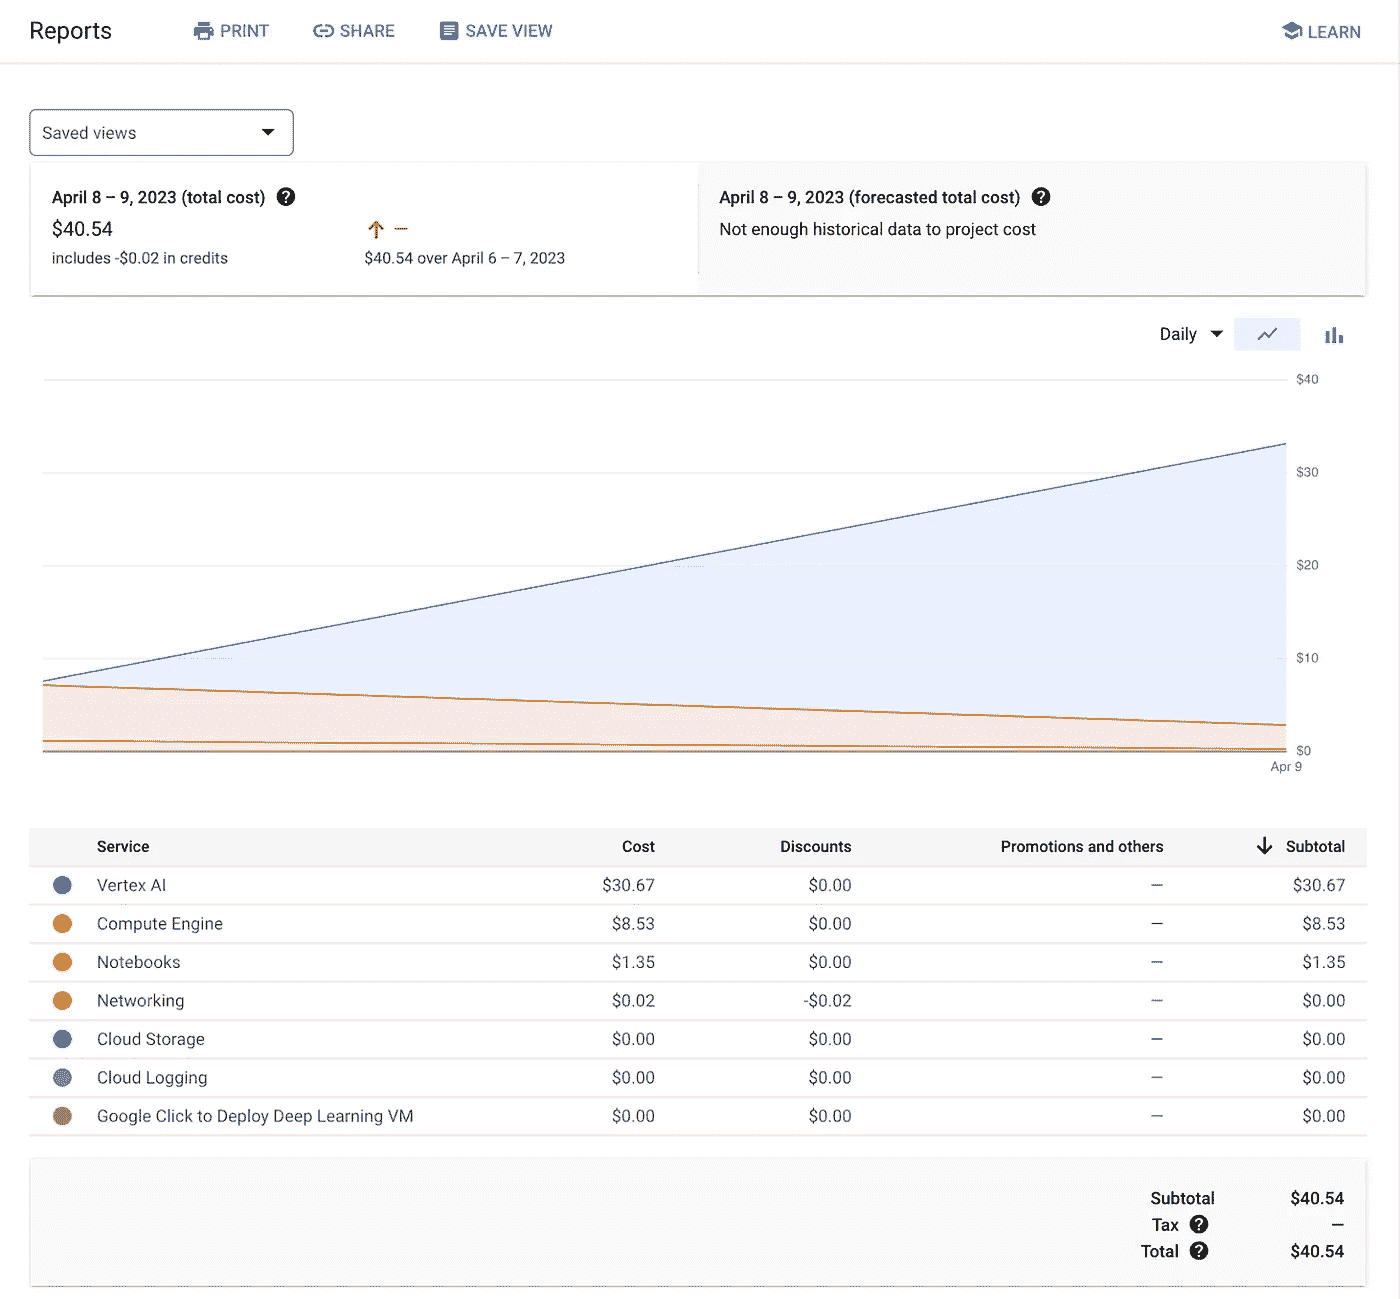 Reports PRINT SHARE SAVE VIEW LEARN
Saved views
April 8 – 9, 2023 (total cost) ?
$40.54
includes -$0.02 in credits
–
$40.54 over April 6 – 7, 2023
April 8 – 9, 2023 (forecasted total cost) ?
Not enough historical data to project cost
Daily
$40
$30
$20
$10
$0
Apr 9
Service Cost Discounts Promotions and others Subtotal
Vertex AI $30.67 $0.00 — $30.67
Compute Engine $8.53 $0.00 — $8.53
Notebooks $1.35 $0.00 — $1.35
Networking $0.02 -$0.02 — $0.00
Cloud Storage $0.00 $0.00 — $0.00
Cloud Logging $0.00 $0.00 — $0.00
Google Click to Deploy Deep Learning VM $0.00 $0.00 — $0.00
Subtotal $40.54
Tax ? —
Total ? $40.54